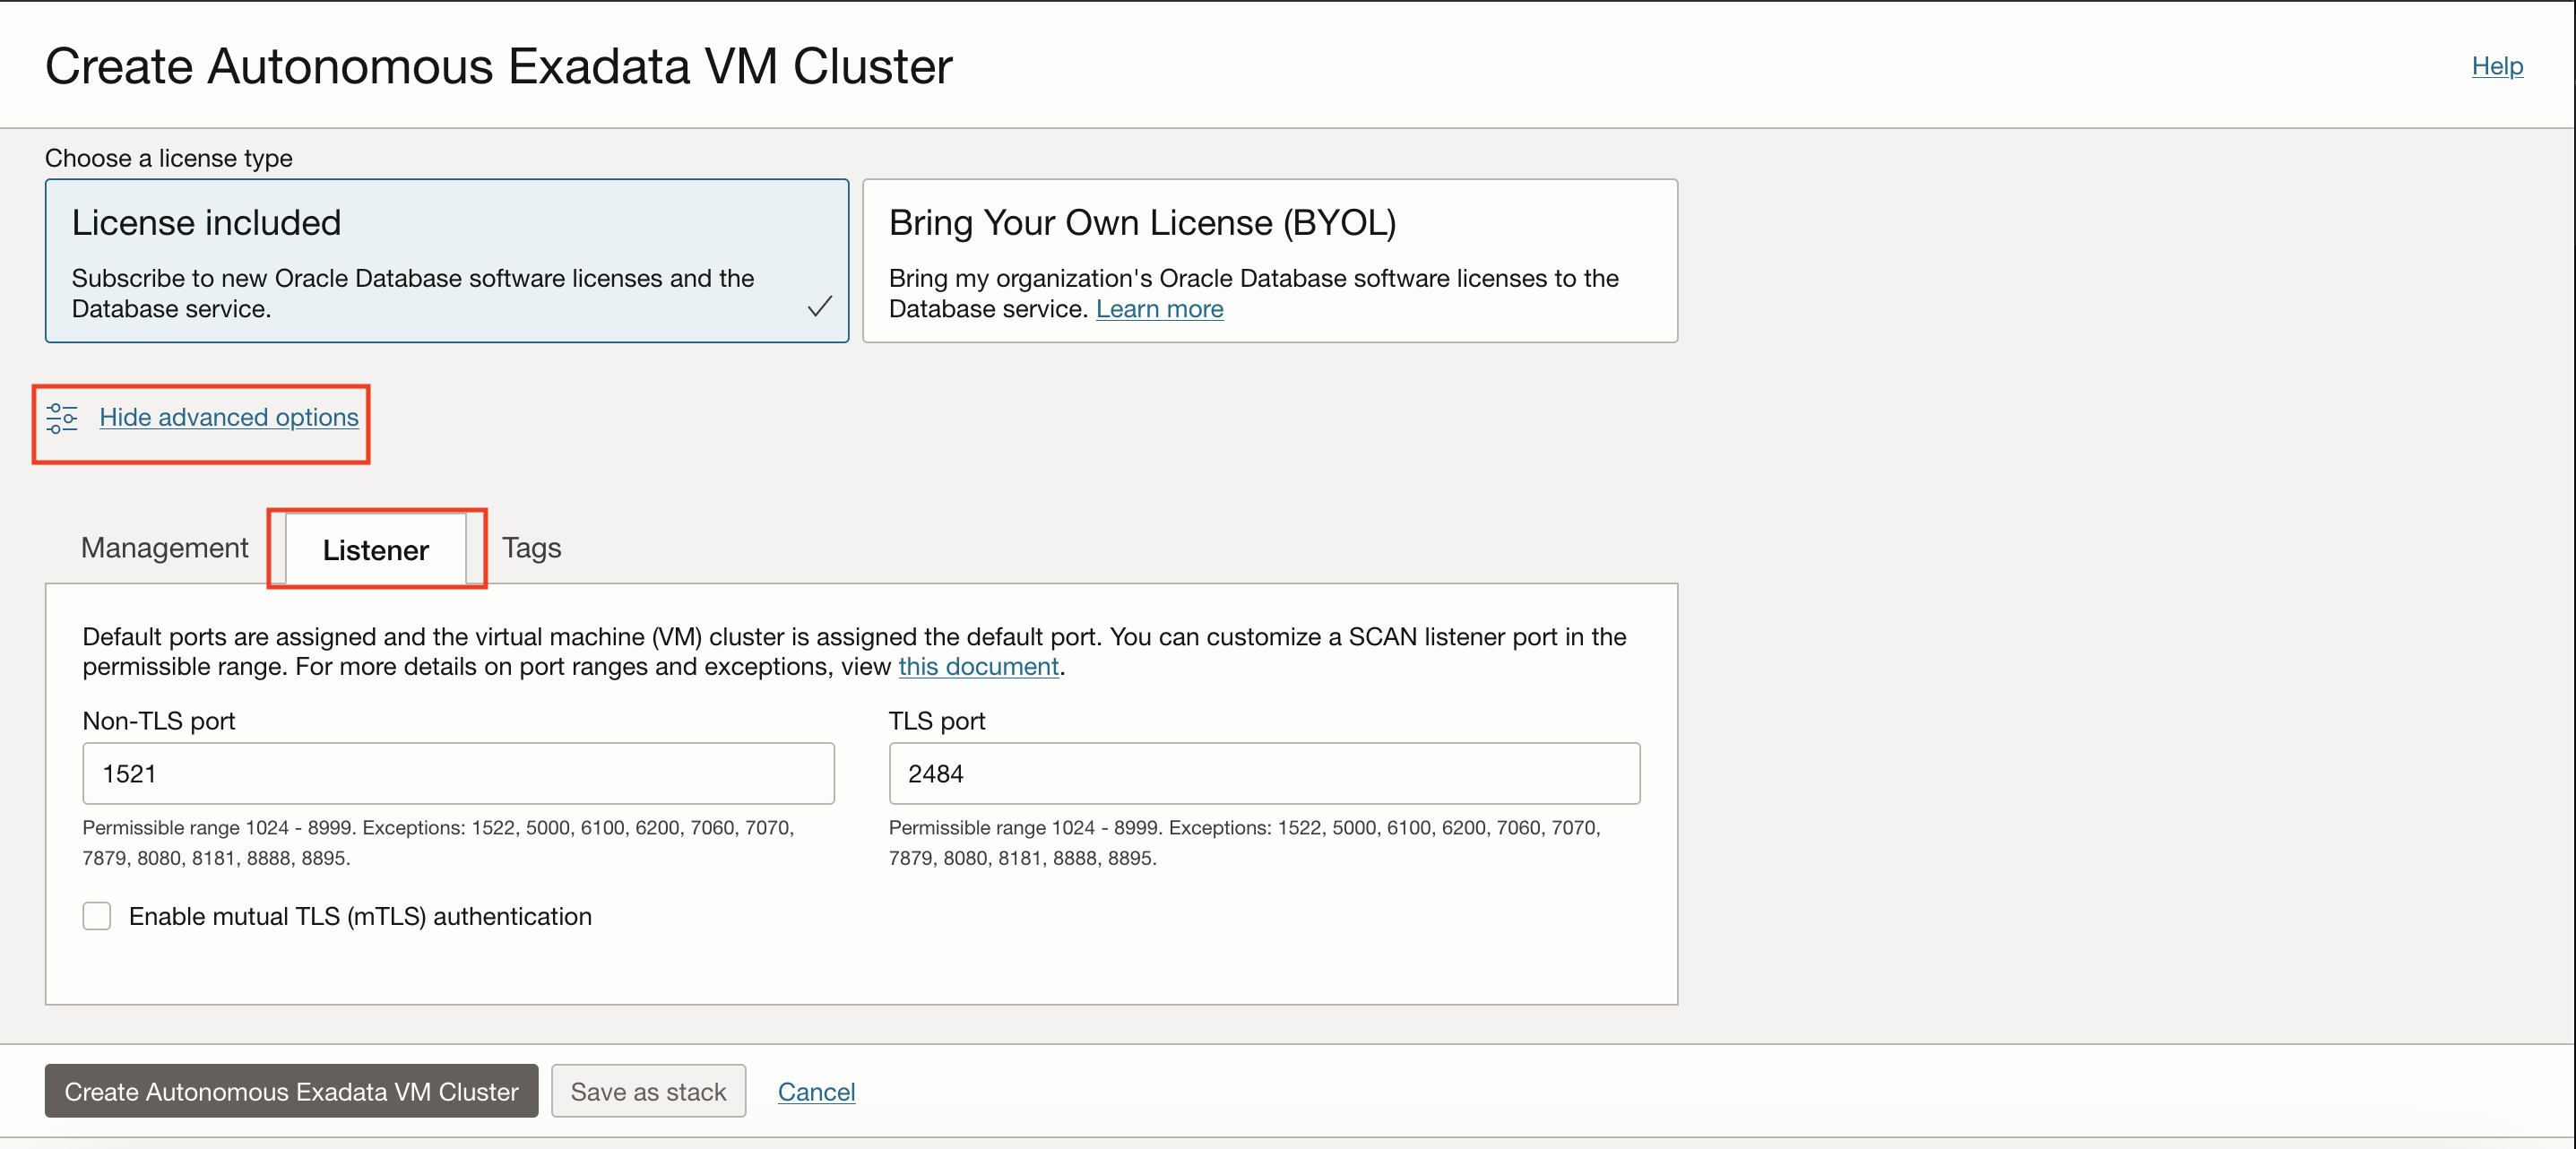 Create Autonomous Exadata VM Cluster
Help
Choose a license type
License included
Subscribe to new Oracle Database software licenses and the
Database service.
Bring Your Own License (BYOL)
Bring my organization's Oracle Database software licenses to the
Database service. Learn more
Hide advanced options
Management
Listener
Tags
Default ports are assigned and the virtual machine (VM) cluster is assigned the default port. You can customize a SCAN listener port in the
permissible range. For more details on port ranges and exceptions, view this document.
Non-TLS port
1521
Permissible range 1024 - 8999. Exceptions: 1522, 5000, 6100, 6200, 7060, 7070,
7879, 8080, 8181, 8888, 8895.
TLS port
2484
Permissible range 1024 - 8999. Exceptions: 1522, 5000, 6100, 6200, 7060, 7070,
7879, 8080, 8181, 8888, 8895.
Enable mutual TLS (mTLS) authentication
Create Autonomous Exadata VM Cluster
Save as stack
Cancel